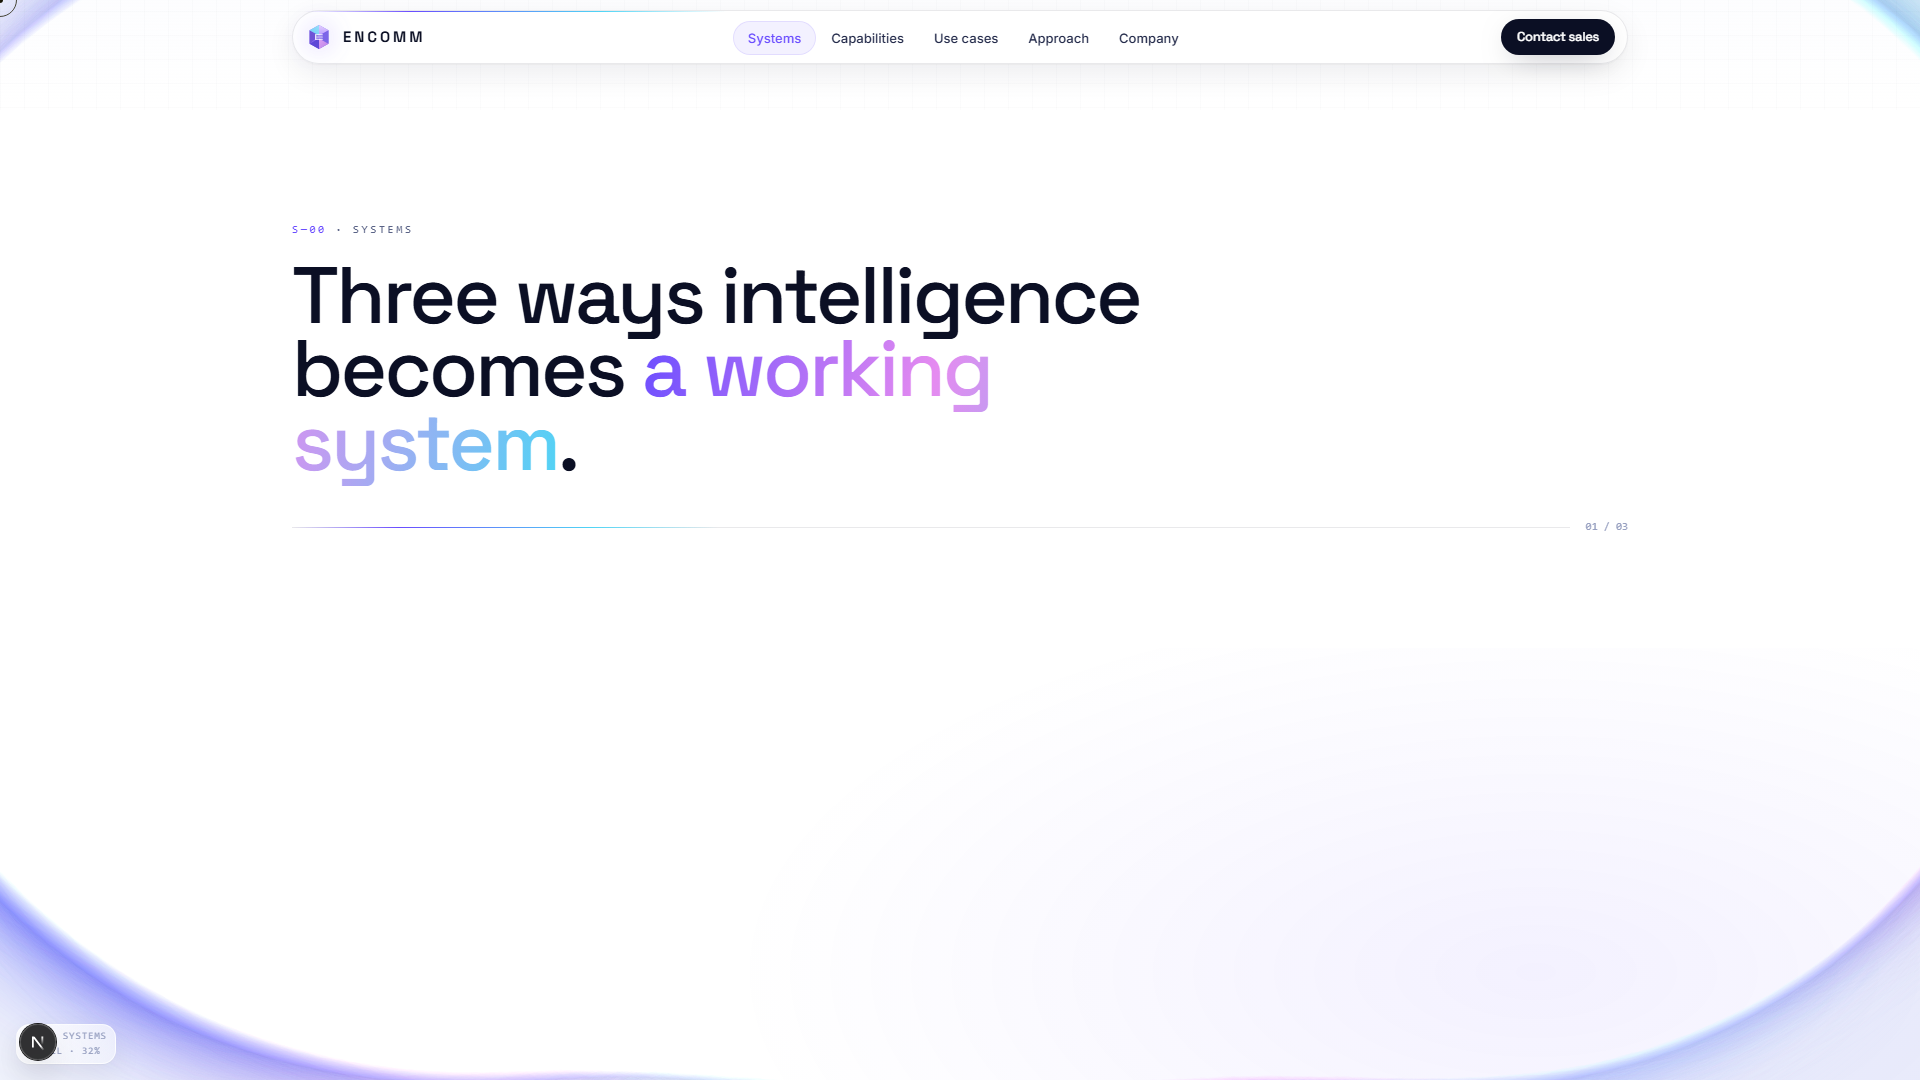 ENCOMM
Systems
Capabilities
Use cases
Approach
Company
Contact sales
S—00 · SYSTEMS
Three ways intelligence
becomes a working
system.
01 / 03
SYSTEMS
· 32%